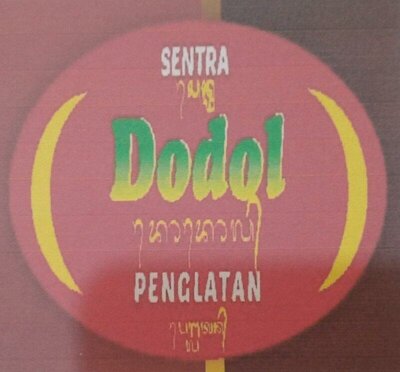 SENTRA
Dodol
ᬤᭀᬤᭀᬮ᭄
PENGLATAN